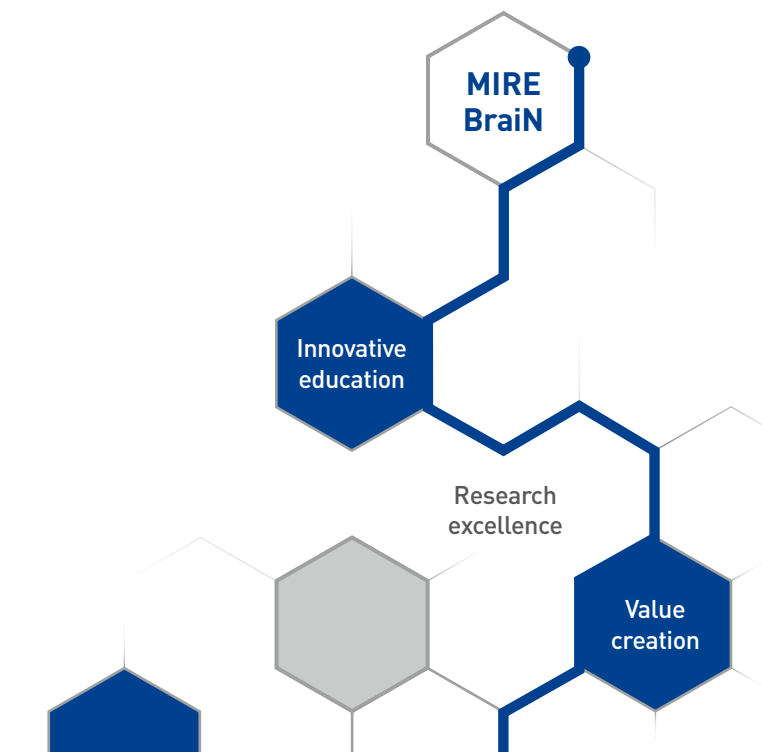 MIRE
BraiN
Innovative
education
Research
excellence
Value
creation